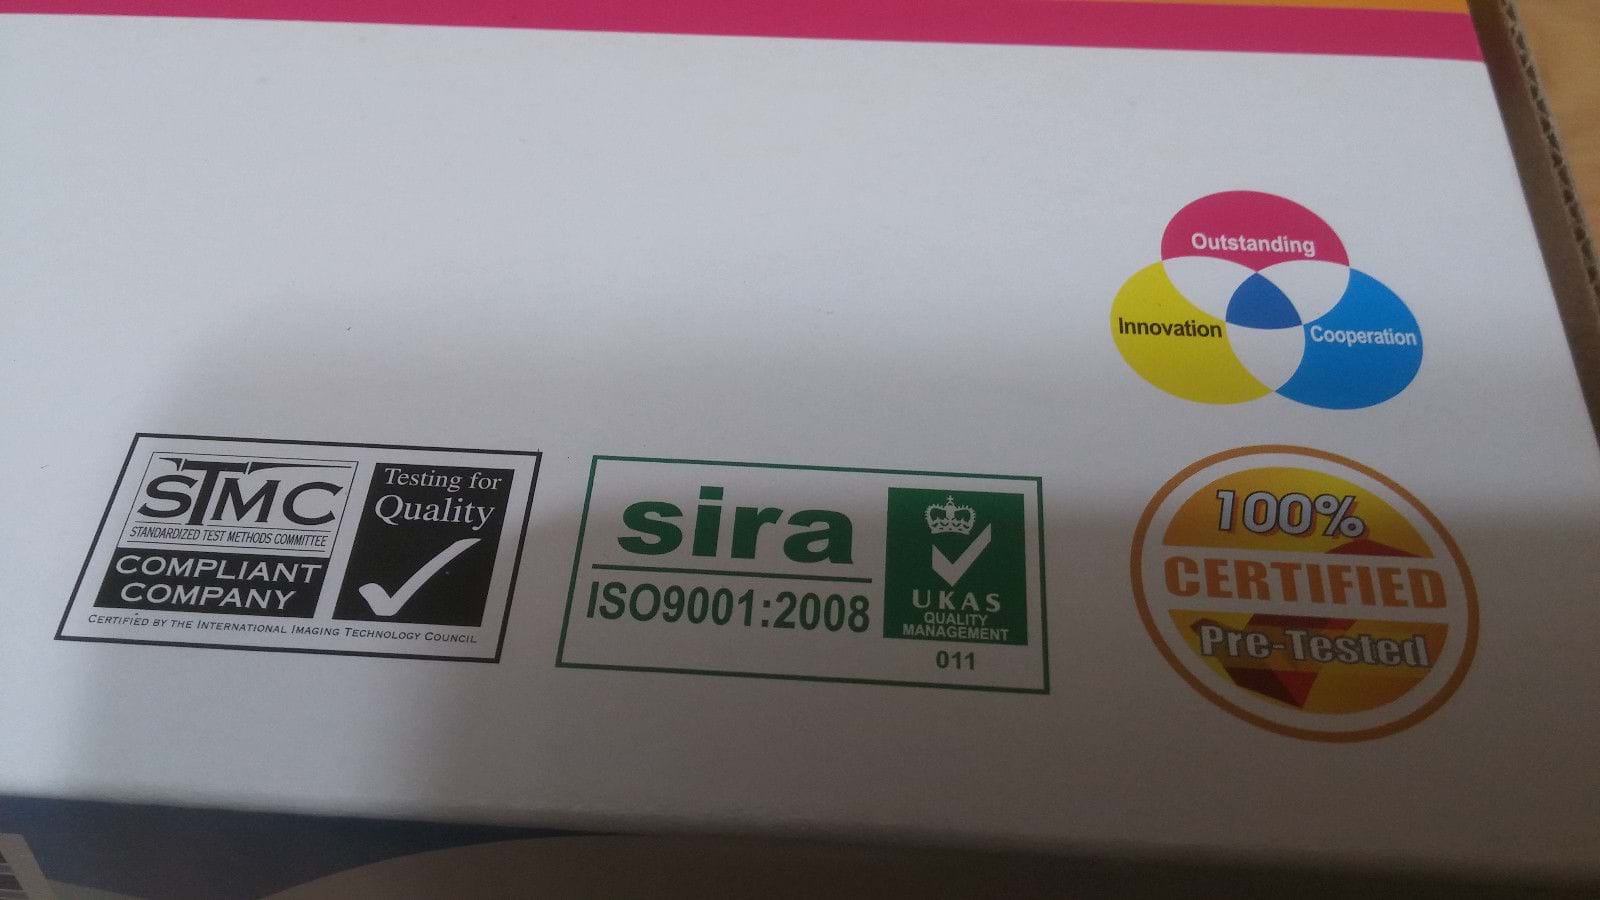 Outstanding
Innovation
Cooperation
STMC
STANDARDIZED TEST METHODS COMMITTEE
COMPLIANT
COMPANY
Testing for
Quality
CERTIFIED BY THE INTERNATIONAL IMAGING TECHNOLOGY COUNCIL
sira
ISO9001:2008
UKAS
QUALITY
MANAGEMENT
011
100%
CERTIFIED
Pre-Tested